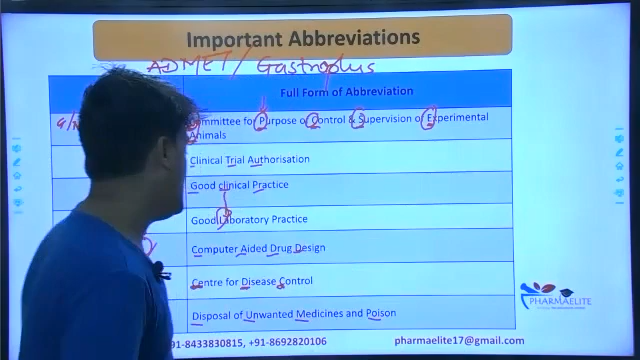 Important Abbreviations
ADMET / Gastroplus
Full Form of Abbreviation
Committee for Purpose of Control & Supervision of Experimental
Animals
Clinical Trial Authorisation
Good clinical Practice
Good Laboratory Practice
Computer Aided Drug Design
Centre for Disease Control
Disposal of Unwanted Medicines and Poison
PHARMAELITE
-8433830815, +91-8692820106
pharmaelite17@gmail.com